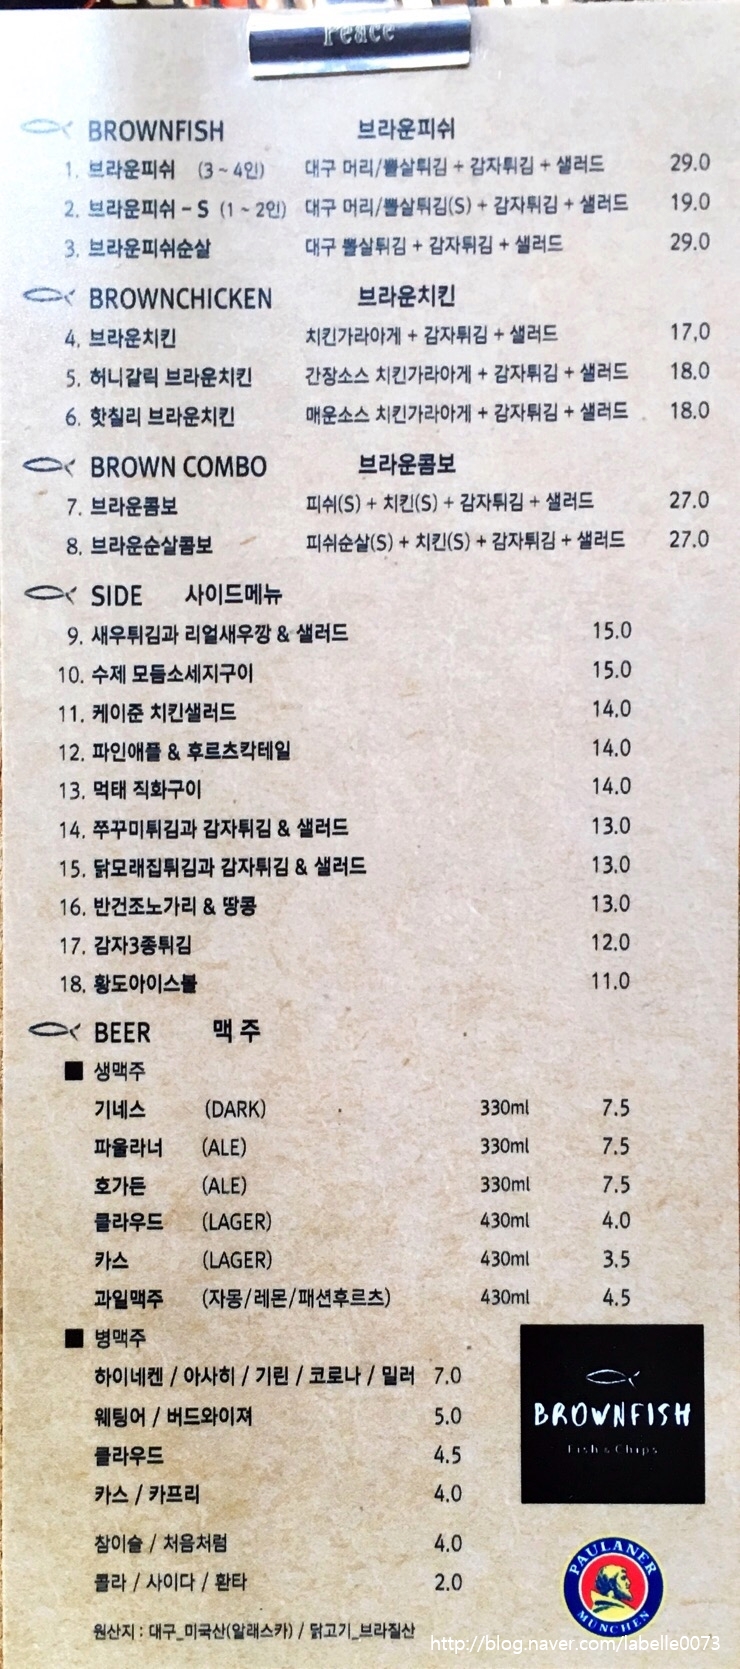 Peace
BROWNFISH 브라운피쉬
1. 브라운피쉬 (3 ~ 4인) 대구 머리/뽈살튀김 + 감자튀김 + 샐러드 29.0
2. 브라운피쉬 - S (1 ~ 2인) 대구 머리/뽈살튀김(S) + 감자튀김 + 샐러드 19.0
3. 브라운피쉬순살 대구 뽈살튀김 + 감자튀김 + 샐러드 29.0
BROWNCHICKEN 브라운치킨
4. 브라운치킨 치킨가라아게 + 감자튀김 + 샐러드 17.0
5. 허니갈릭 브라운치킨 간장소스 치킨가라아게 + 감자튀김 + 샐러드 18.0
6. 핫칠리 브라운치킨 매운소스 치킨가라아게 + 감자튀김 + 샐러드 18.0
BROWN COMBO 브라운콤보
7. 브라운콤보 피쉬(S) + 치킨(S) + 감자튀김 + 샐러드 27.0
8. 브라운순살콤보 피쉬순살(S) + 치킨(S) + 감자튀김 + 샐러드 27.0
SIDE 사이드메뉴
9. 새우튀김과 리얼새우깡 & 샐러드 15.0
10. 수제 모듬소세지구이 15.0
11. 케이준 치킨샐러드 14.0
12. 파인애플 & 후르츠칵테일 14.0
13. 먹태 직화구이 14.0
14. 쭈꾸미튀김과 감자튀김 & 샐러드 13.0
15. 닭모래집튀김과 감자튀김 & 샐러드 13.0
16. 반건조노가리 & 땅콩 13.0
17. 감자3종튀김 12.0
18. 황도아이스볼 11.0
BEER 맥 주
■ 생맥주
기네스 (DARK) 330ml 7.5
파울라너 (ALE) 330ml 7.5
호가든 (ALE) 330ml 7.5
클라우드 (LAGER) 430ml 4.0
카스 (LAGER) 430ml 3.5
과일맥주 (자몽/레몬/패션후르츠) 430ml 4.5
■ 병맥주
하이네켄 / 아사히 / 기린 / 코로나 / 밀러 7.0
웨팅어 / 버드와이져 5.0
클라우드 4.5
카스 / 카프리 4.0
참이슬 / 처음처럼 4.0
콜라 / 사이다 / 환타 2.0
원산지 : 대구_미국산(알래스카) / 닭고기_브라질산
BROWNFISH
Fish & Chips
PAULANER
MÜNCHEN
http://blog.naver.com/labelle0073